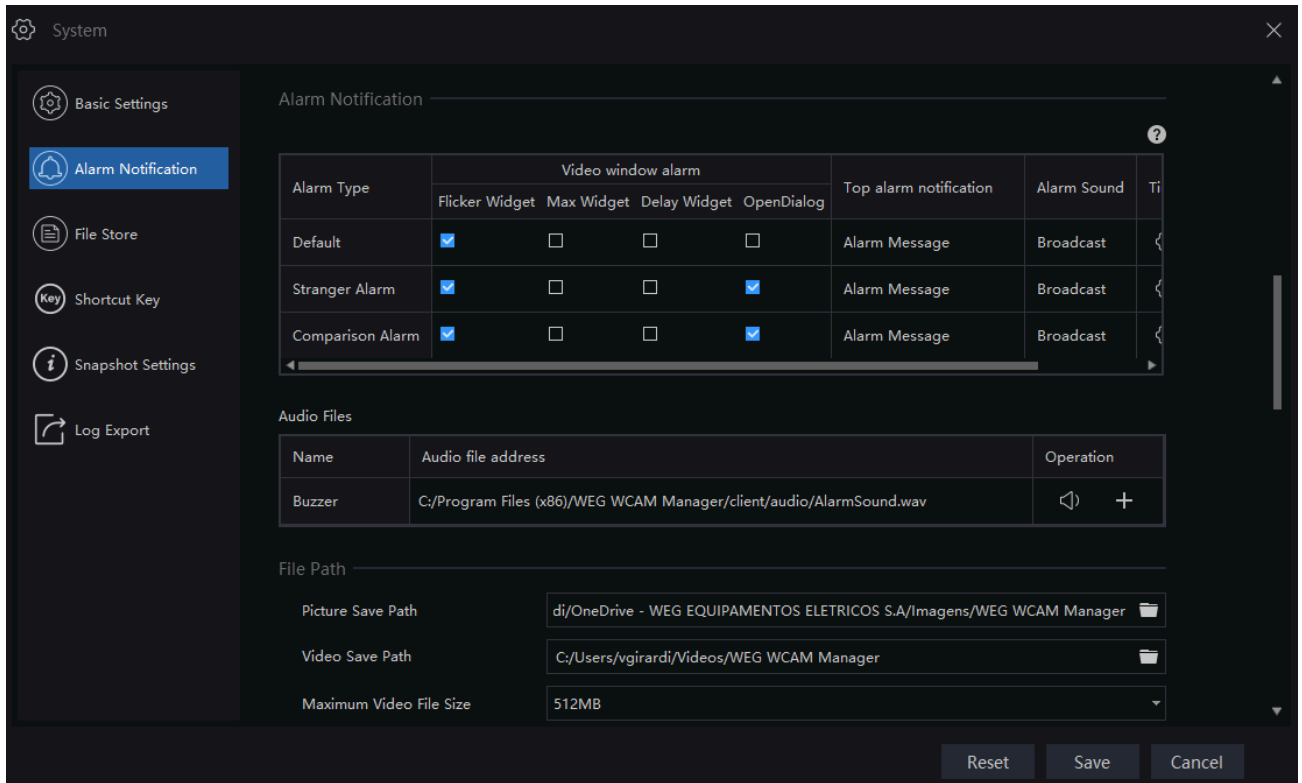 System
Basic Settings
Alarm Notification
File Store
Key Shortcut Key
i Snapshot Settings
Log Export
Alarm Notification
?
Alarm Type Video window alarm Top alarm notification Alarm Sound Ti
Flicker Widget Max Widget Delay Widget OpenDialog
Default Alarm Message Broadcast
Stranger Alarm Alarm Message Broadcast
Comparison Alarm Alarm Message Broadcast
Audio Files
Name Audio file address Operation
Buzzer C:/Program Files (x86)/WEG WCAM Manager/client/audio/AlarmSound.wav
File Path
Picture Save Path di/OneDrive - WEG EQUIPAMENTOS ELETRICOS S.A/Imagens/WEG WCAM Manager
Video Save Path C:/Users/vgirardi/Videos/WEG WCAM Manager
Maximum Video File Size 512MB
Reset Save Cancel